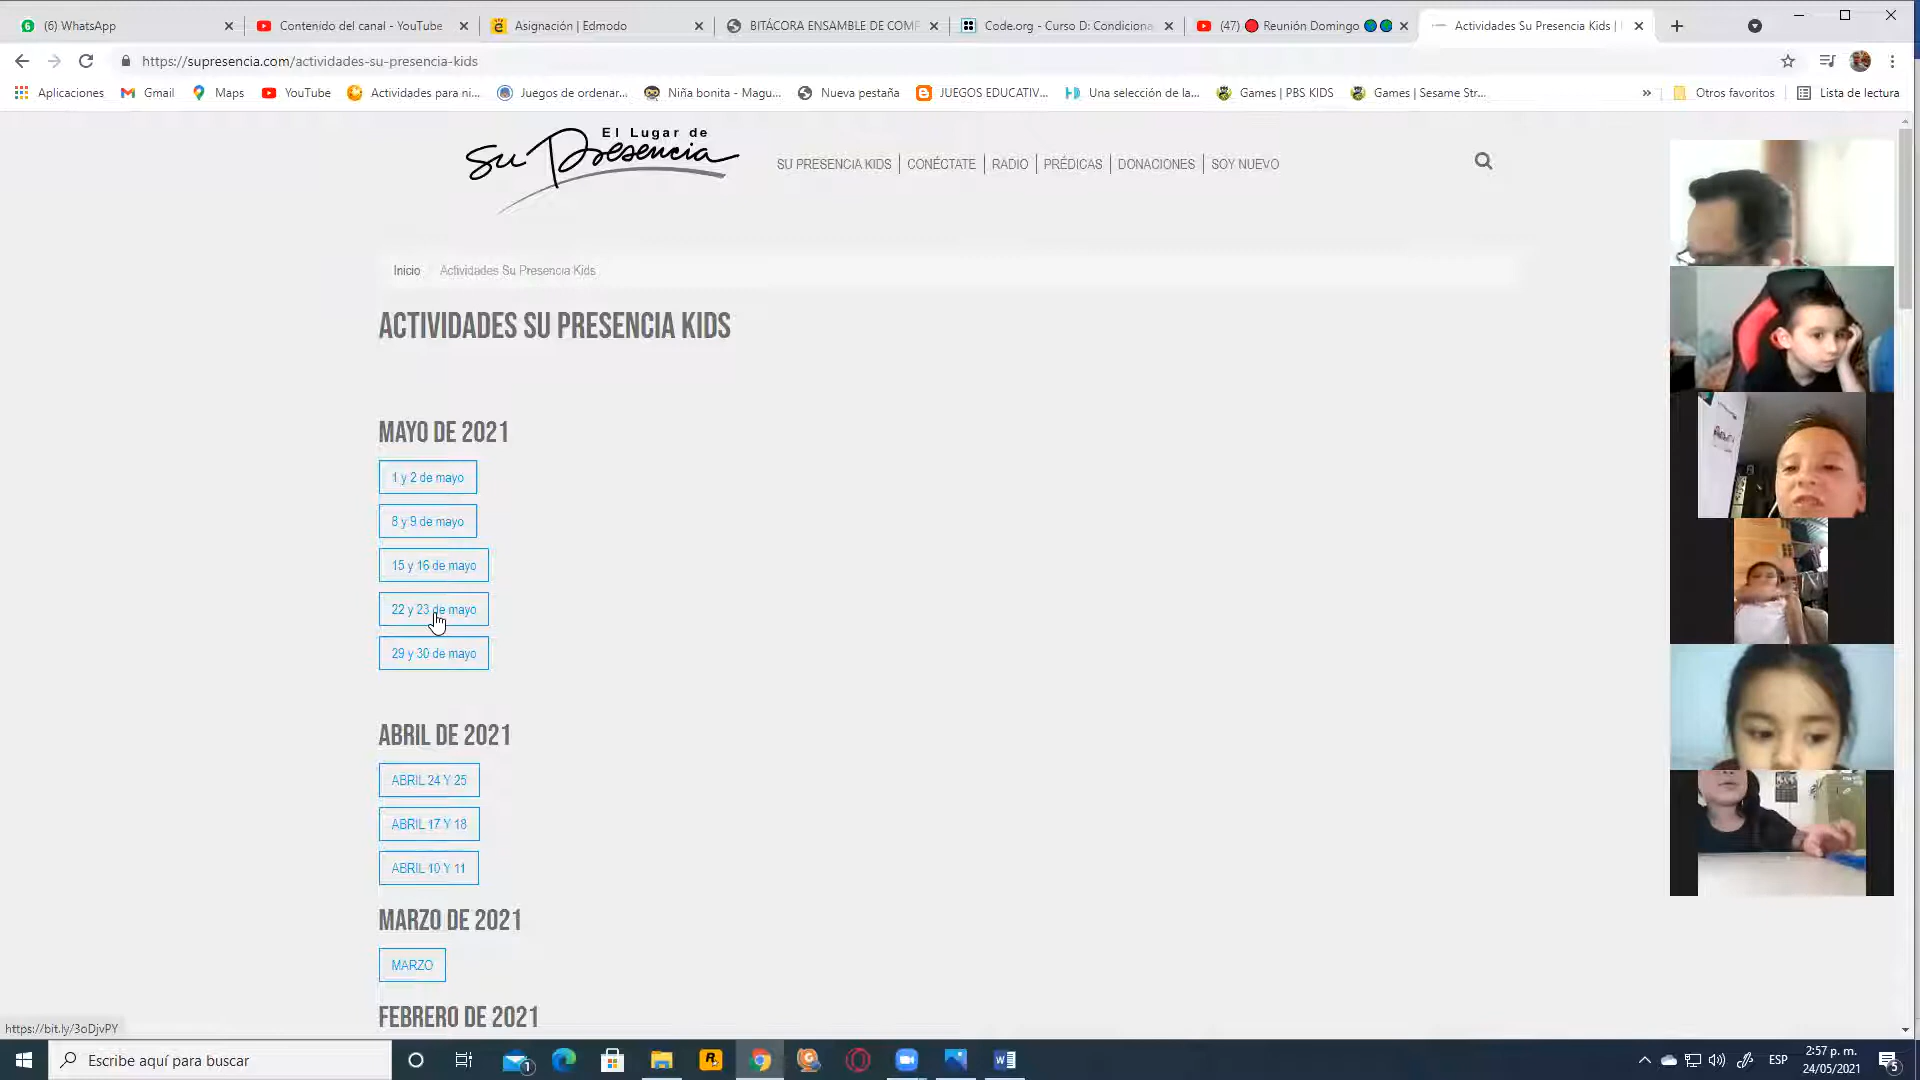 (6) WhatsApp
Contenido del canal - YouTube
Asignación | Edmodo
BITÁCORA ENSAMBLE DE COMP
Code.org - Curso D: Condiciona
(47) 🔴 Reunión Domingo 🌎🌎
Actividades Su Presencia Kids |
https://supresencia.com/actividades-su-presencia-kids
Aplicaciones
Gmail
Maps
YouTube
Actividades para ni...
Juegos de ordenar...
Niña bonita - Magu...
Nueva pestaña
JUEGOS EDUCATIV...
Una selección de la...
Games | PBS KIDS
Games | Sesame Str...
»
Otros favoritos
Lista de lectura
El Lugar de
Su Presencia
SU PRESENCIA KIDS
CONÉCTATE
RADIO
PRÉDICAS
DONACIONES
SOY NUEVO
Inicio
Actividades Su Presencia Kids
ACTIVIDADES SU PRESENCIA KIDS
MAYO DE 2021
1 y 2 de mayo
8 y 9 de mayo
15 y 16 de mayo
22 y 23 de mayo
29 y 30 de mayo
ABRIL DE 2021
ABRIL 24 Y 25
ABRIL 17 Y 18
ABRIL 10 Y 11
MARZO DE 2021
MARZO
FEBRERO DE 2021
https://bit.ly/3oDjvPY
Escribe aquí para buscar
1
ESP
2:57 p. m.
24/05/2021
5